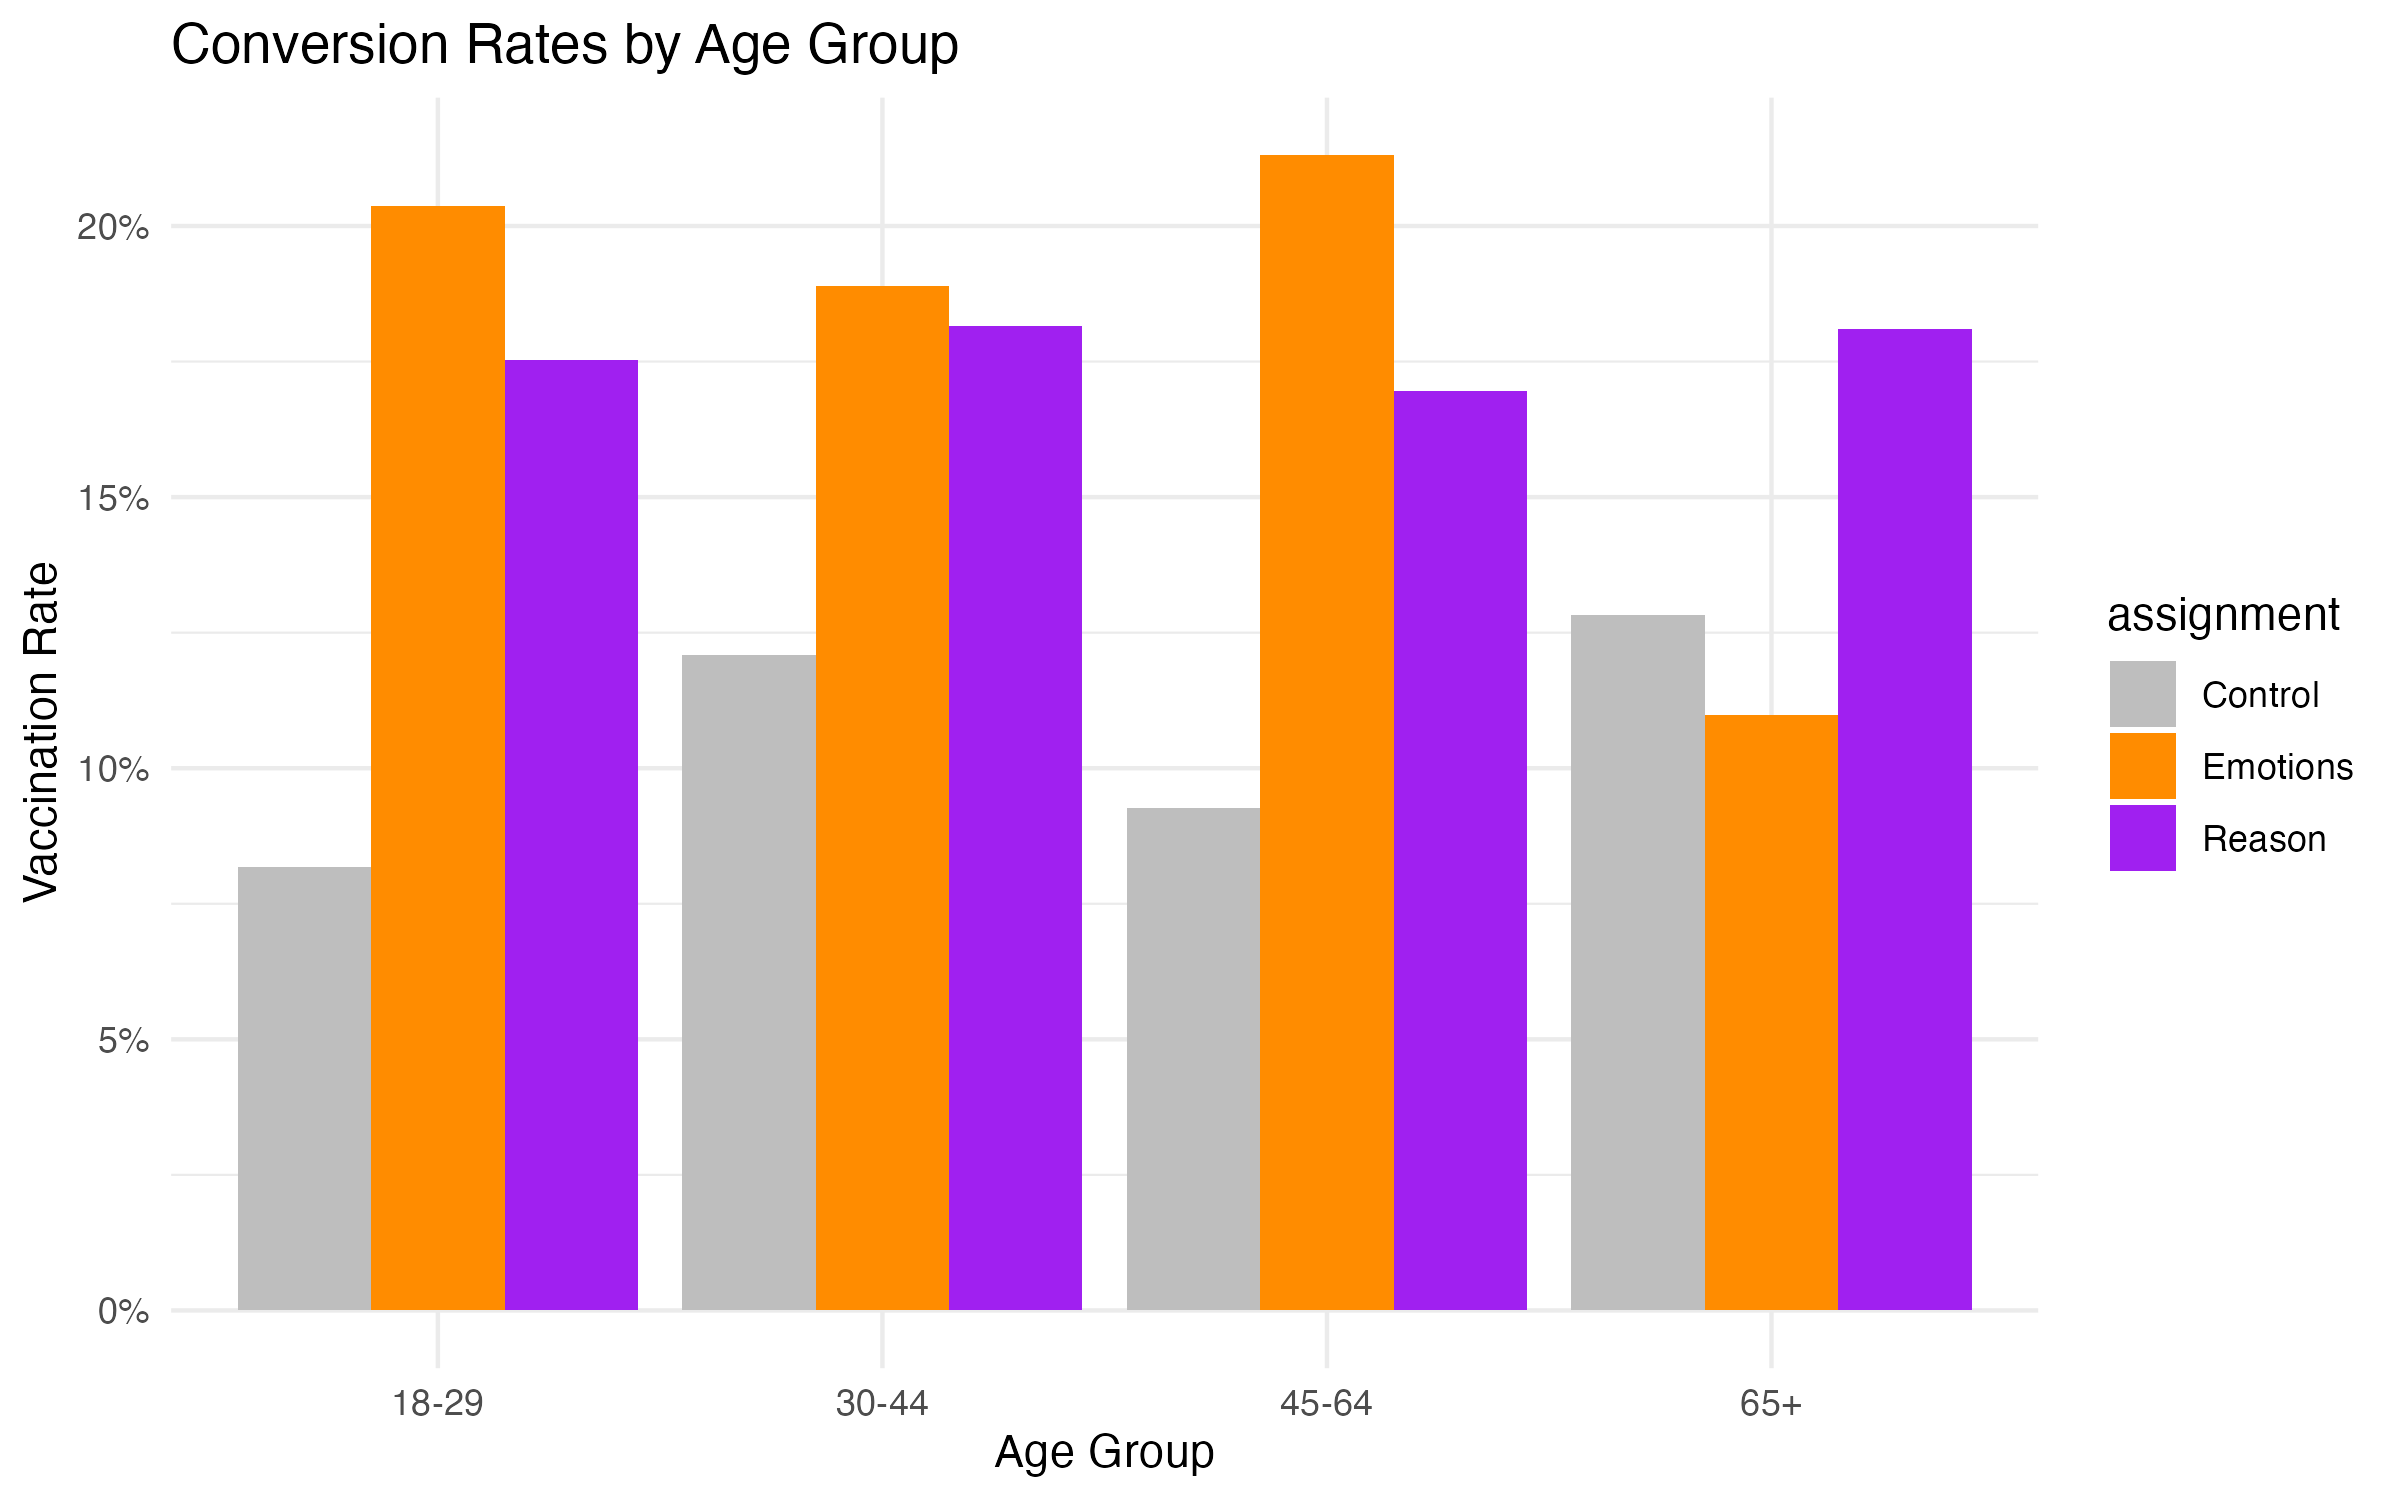 Conversion Rates by Age Group
Vaccination Rate
20%
15%
10%
5%
0%
18-29
30-44
45-64
65+
Age Group
assignment
Control
Emotions
Reason